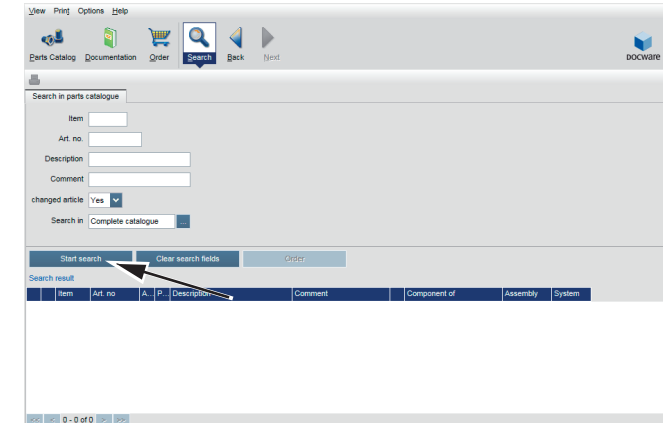 View Print Options Help
Parts Catalog Documentation Order Search Back Next
DOCWARE
Search in parts catalogue
Item
Art. no.
Description
Comment
changed article Yes
Search in Complete catalogue ...
Start search Clear search fields Order
Search result
Item Art. no A... P... Description Comment Component of Assembly System
<< < 0 - 0 of 0 > >>